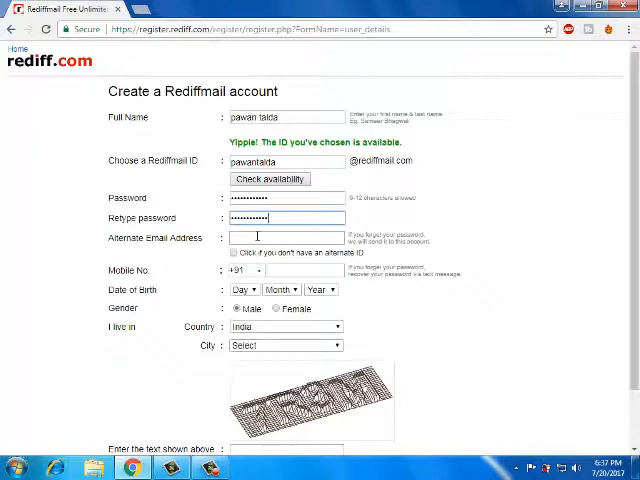 Rediffmail Free Unlimite
Secure
https://register.rediff.com/register/register.php?FormName=user_details
Home
rediff.com
Create a Rediffmail account
Full Name : pawan talda
Enter your first name & last name
Eg. Sameer Bhagwat
Yippie! The ID you've chosen is available.
Choose a Rediffmail ID : pawantalda @rediffmail.com
Check availability
Password : ••••••••••••
6-12 characters allowed
Retype password : ••••••••••••
Alternate Email Address :
If you forget your password,
we will send it to this account.
Click if you don't have an alternate ID
Mobile No. : +91
If you forget your password,
recover your password via text message.
Date of Birth : Day Month Year
Gender : Male Female
I live in Country : India
City : Select
Enter the text shown above :
6:37 PM
7/20/2017